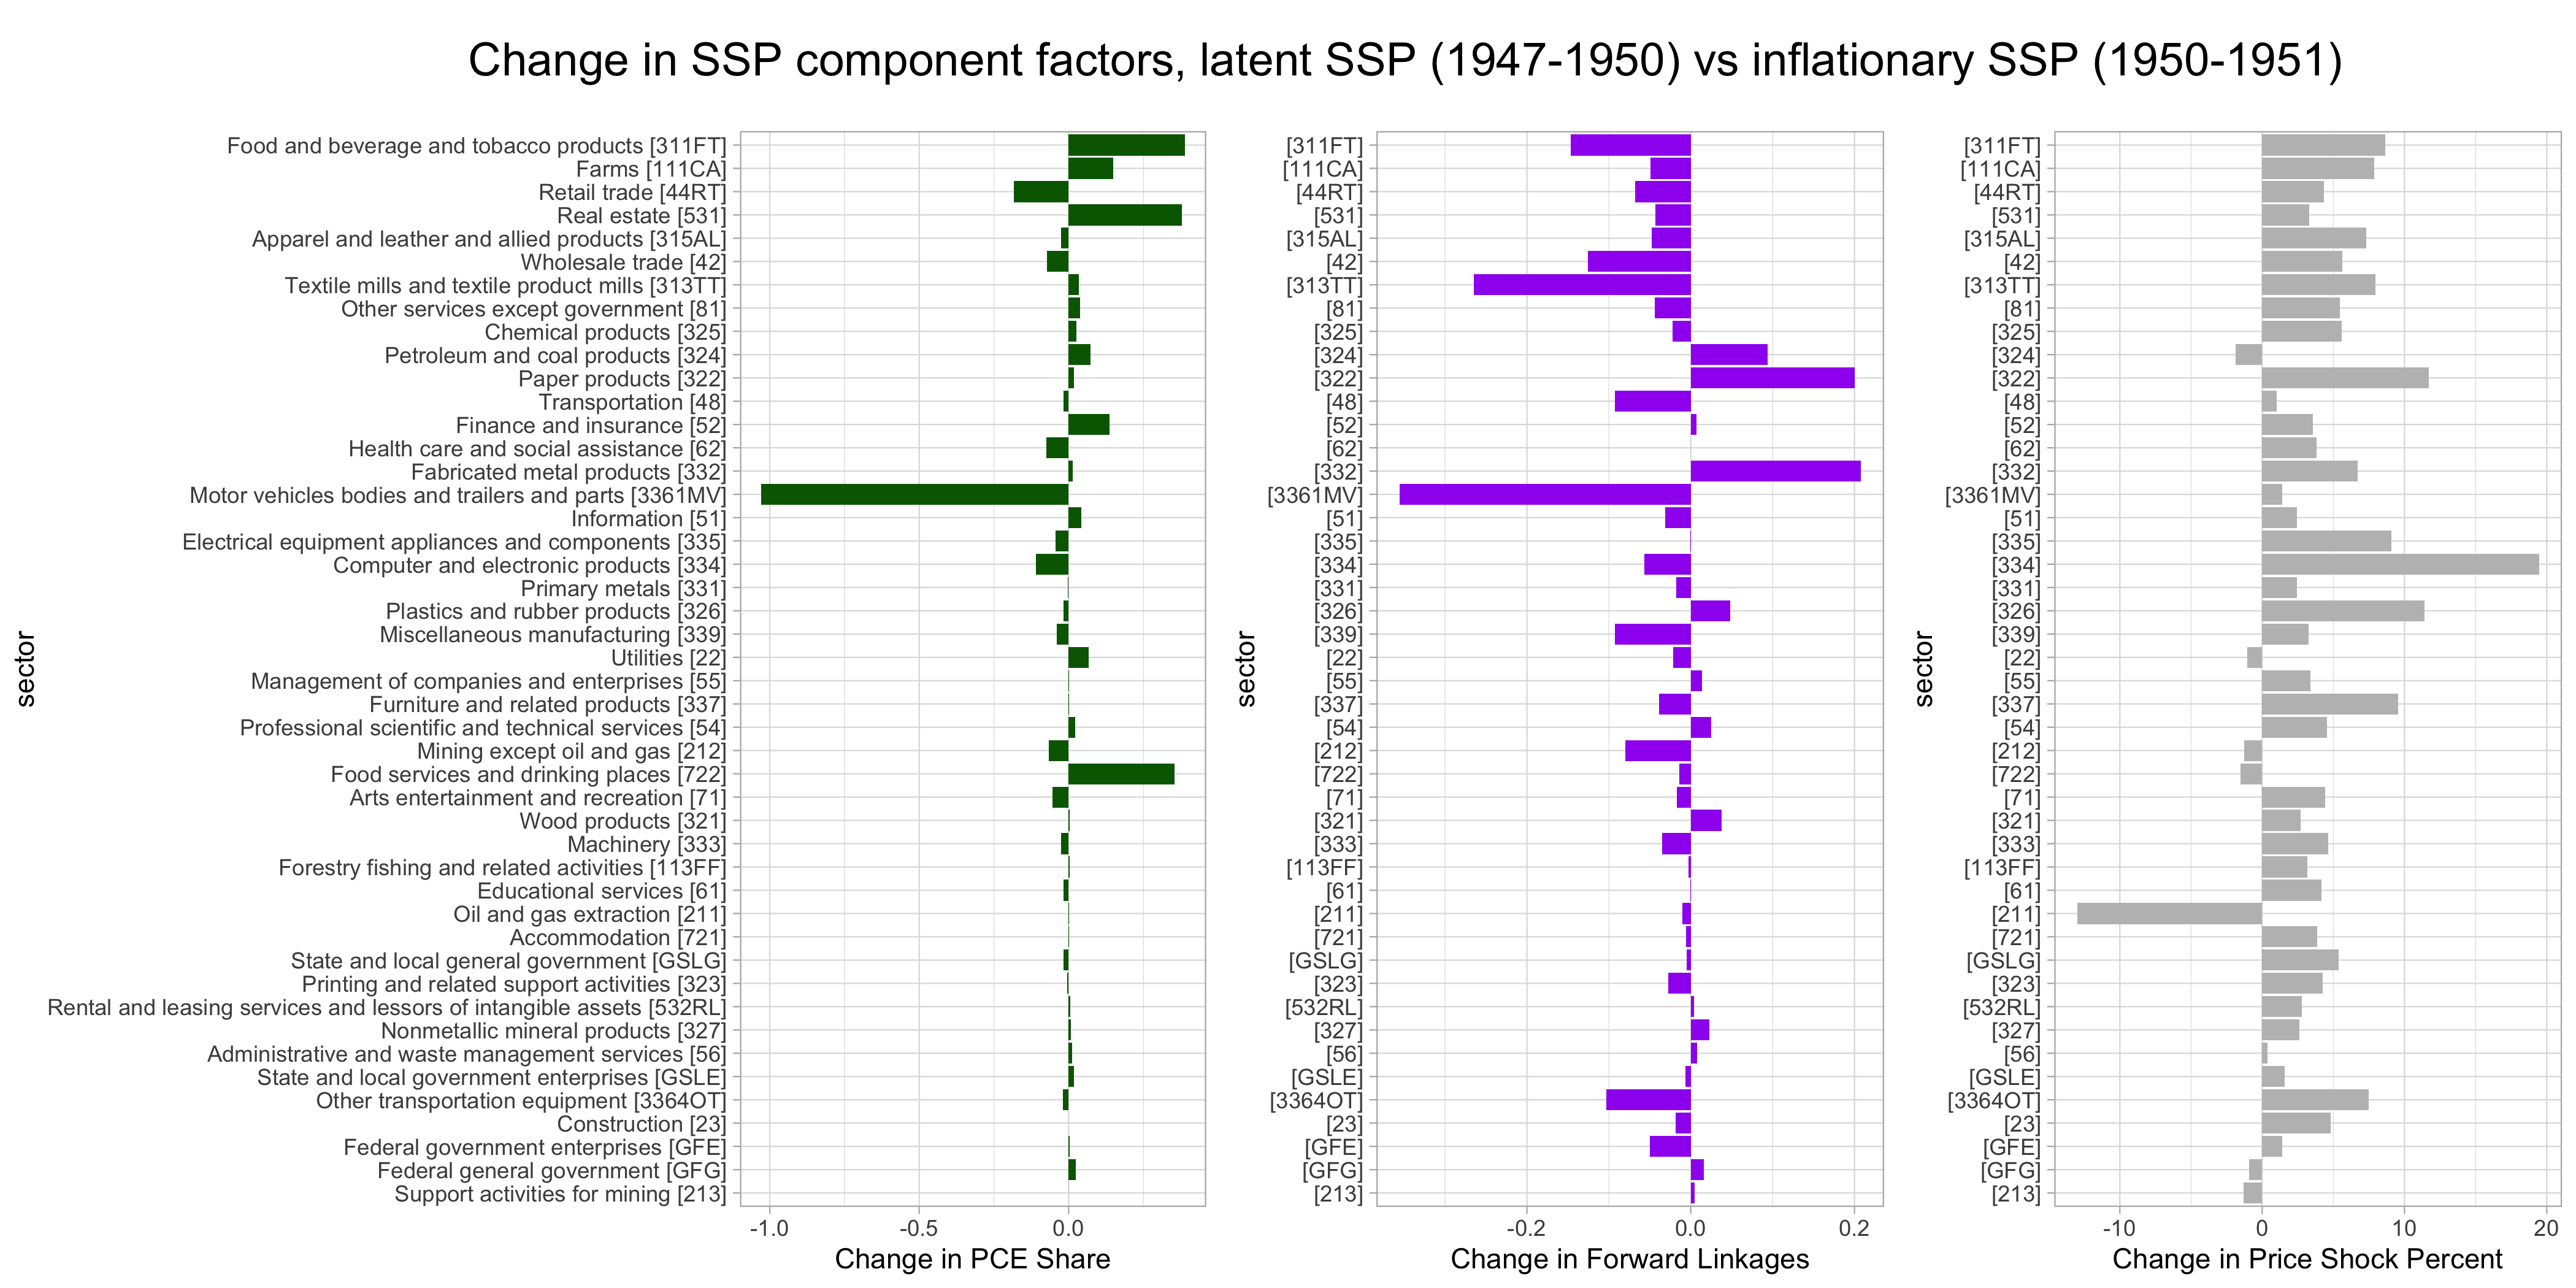 Change in SSP component factors, latent SSP (1947-1950) vs inflationary SSP (1950-1951)
sector
Food and beverage and tobacco products [311FT]
Farms [111CA]
Retail trade [44RT]
Real estate [531]
Apparel and leather and allied products [315AL]
Wholesale trade [42]
Textile mills and textile product mills [313TT]
Other services except government [81]
Chemical products [325]
Petroleum and coal products [324]
Paper products [322]
Transportation [48]
Finance and insurance [52]
Health care and social assistance [62]
Fabricated metal products [332]
Motor vehicles bodies and trailers and parts [3361MV]
Information [51]
Electrical equipment appliances and components [335]
Computer and electronic products [334]
Primary metals [331]
Plastics and rubber products [326]
Miscellaneous manufacturing [339]
Utilities [22]
Management of companies and enterprises [55]
Furniture and related products [337]
Professional scientific and technical services [54]
Mining except oil and gas [212]
Food services and drinking places [722]
Arts entertainment and recreation [71]
Wood products [321]
Machinery [333]
Forestry fishing and related activities [113FF]
Educational services [61]
Oil and gas extraction [211]
Accommodation [721]
State and local general government [GSLG]
Printing and related support activities [323]
Rental and leasing services and lessors of intangible assets [532RL]
Nonmetallic mineral products [327]
Administrative and waste management services [56]
State and local government enterprises [GSLE]
Other transportation equipment [3364OT]
Construction [23]
Federal government enterprises [GFE]
Federal general government [GFG]
Support activities for mining [213]
-1.0 -0.5 0.0
Change in PCE Share
sector
[311FT]
[111CA]
[44RT]
[531]
[315AL]
[42]
[313TT]
[81]
[325]
[324]
[322]
[48]
[52]
[62]
[332]
[3361MV]
[51]
[335]
[334]
[331]
[326]
[339]
[22]
[55]
[337]
[54]
[212]
[722]
[71]
[321]
[333]
[113FF]
[61]
[211]
[721]
[GSLG]
[323]
[532RL]
[327]
[56]
[GSLE]
[3364OT]
[23]
[GFE]
[GFG]
[213]
-0.2 0.0 0.2
Change in Forward Linkages
sector
[311FT]
[111CA]
[44RT]
[531]
[315AL]
[42]
[313TT]
[81]
[325]
[324]
[322]
[48]
[52]
[62]
[332]
[3361MV]
[51]
[335]
[334]
[331]
[326]
[339]
[22]
[55]
[337]
[54]
[212]
[722]
[71]
[321]
[333]
[113FF]
[61]
[211]
[721]
[GSLG]
[323]
[532RL]
[327]
[56]
[GSLE]
[3364OT]
[23]
[GFE]
[GFG]
[213]
-10 0 10 20
Change in Price Shock Percent